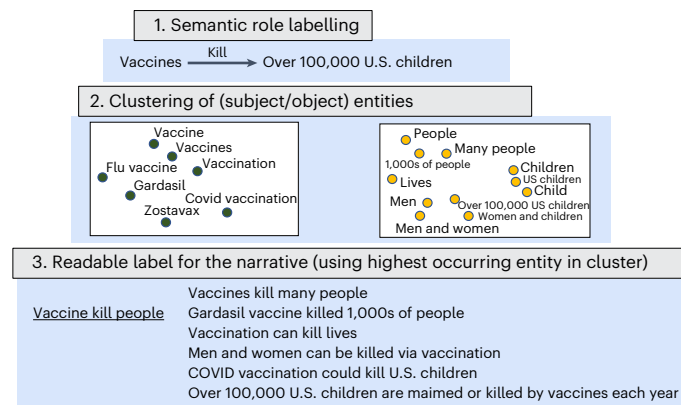 1. Semantic role labelling
Kill
Vaccines
Over 100,000 U.S. children
2. Clustering of (subject/object) entities
Vaccine
Vaccines
Flu vaccine
Vaccination
Gardasil
Covid vaccination
Zostavax
People
Many people
1,000s of people
Children
Lives
US children
Child
Men
Over 100,000 US children
Women and children
Men and women
3. Readable label for the narrative (using highest occurring entity in cluster)
Vaccine kill people
Vaccines kill many people
Gardasil vaccine killed 1,000s of people
Vaccination can kill lives
Men and women can be killed via vaccination
COVID vaccination could kill U.S. children
Over 100,000 U.S. children are maimed or killed by vaccines each year